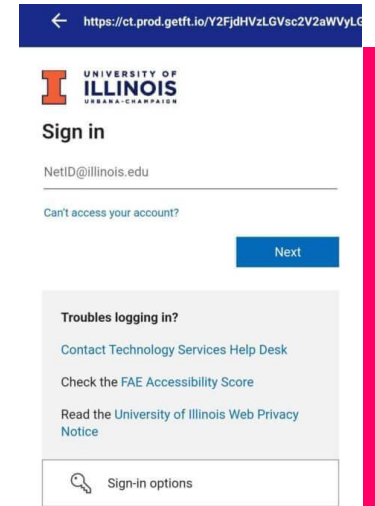 https://ct.prod.getft.io/Y2FjdHVzLGVsc2V2aWVyLG
UNIVERSITY OF
ILLINOIS
URBANA-CHAMPAIGN
Sign in
NetID@illinois.edu
Can't access your account?
Next
Troubles logging in?
Contact Technology Services Help Desk
Check the FAE Accessibility Score
Read the University of Illinois Web Privacy
Notice
Sign-in options